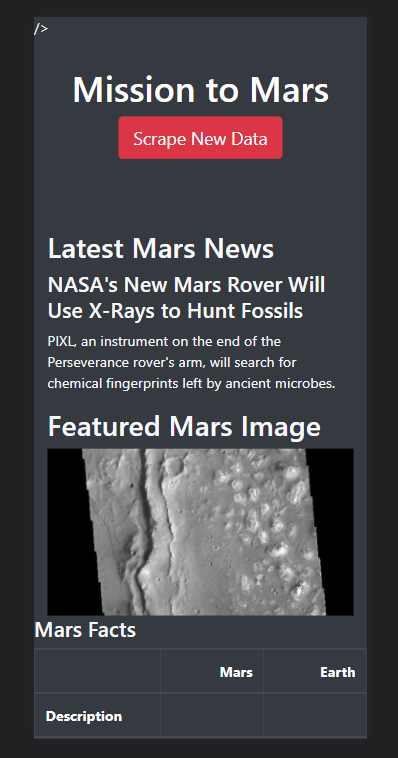 />
Mission to Mars
Scrape New Data
Latest Mars News
NASA's New Mars Rover Will
Use X-Rays to Hunt Fossils
PIXL, an instrument on the end of the
Perseverance rover's arm, will search for
chemical fingerprints left by ancient microbes.
Featured Mars Image
Mars Facts
Mars Earth
Description